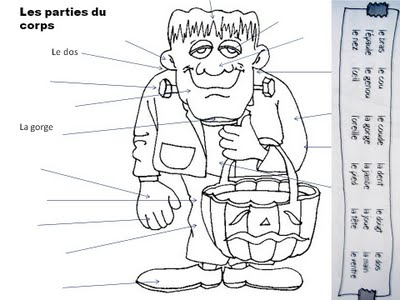 Les parties du
corps
Le dos
La gorge
le bras le cou le coude la dent le doigt le dos
l'épaule le genou la gorge la jambe la joue la main
le nez l'œil l'oreille le pied la tête le ventre